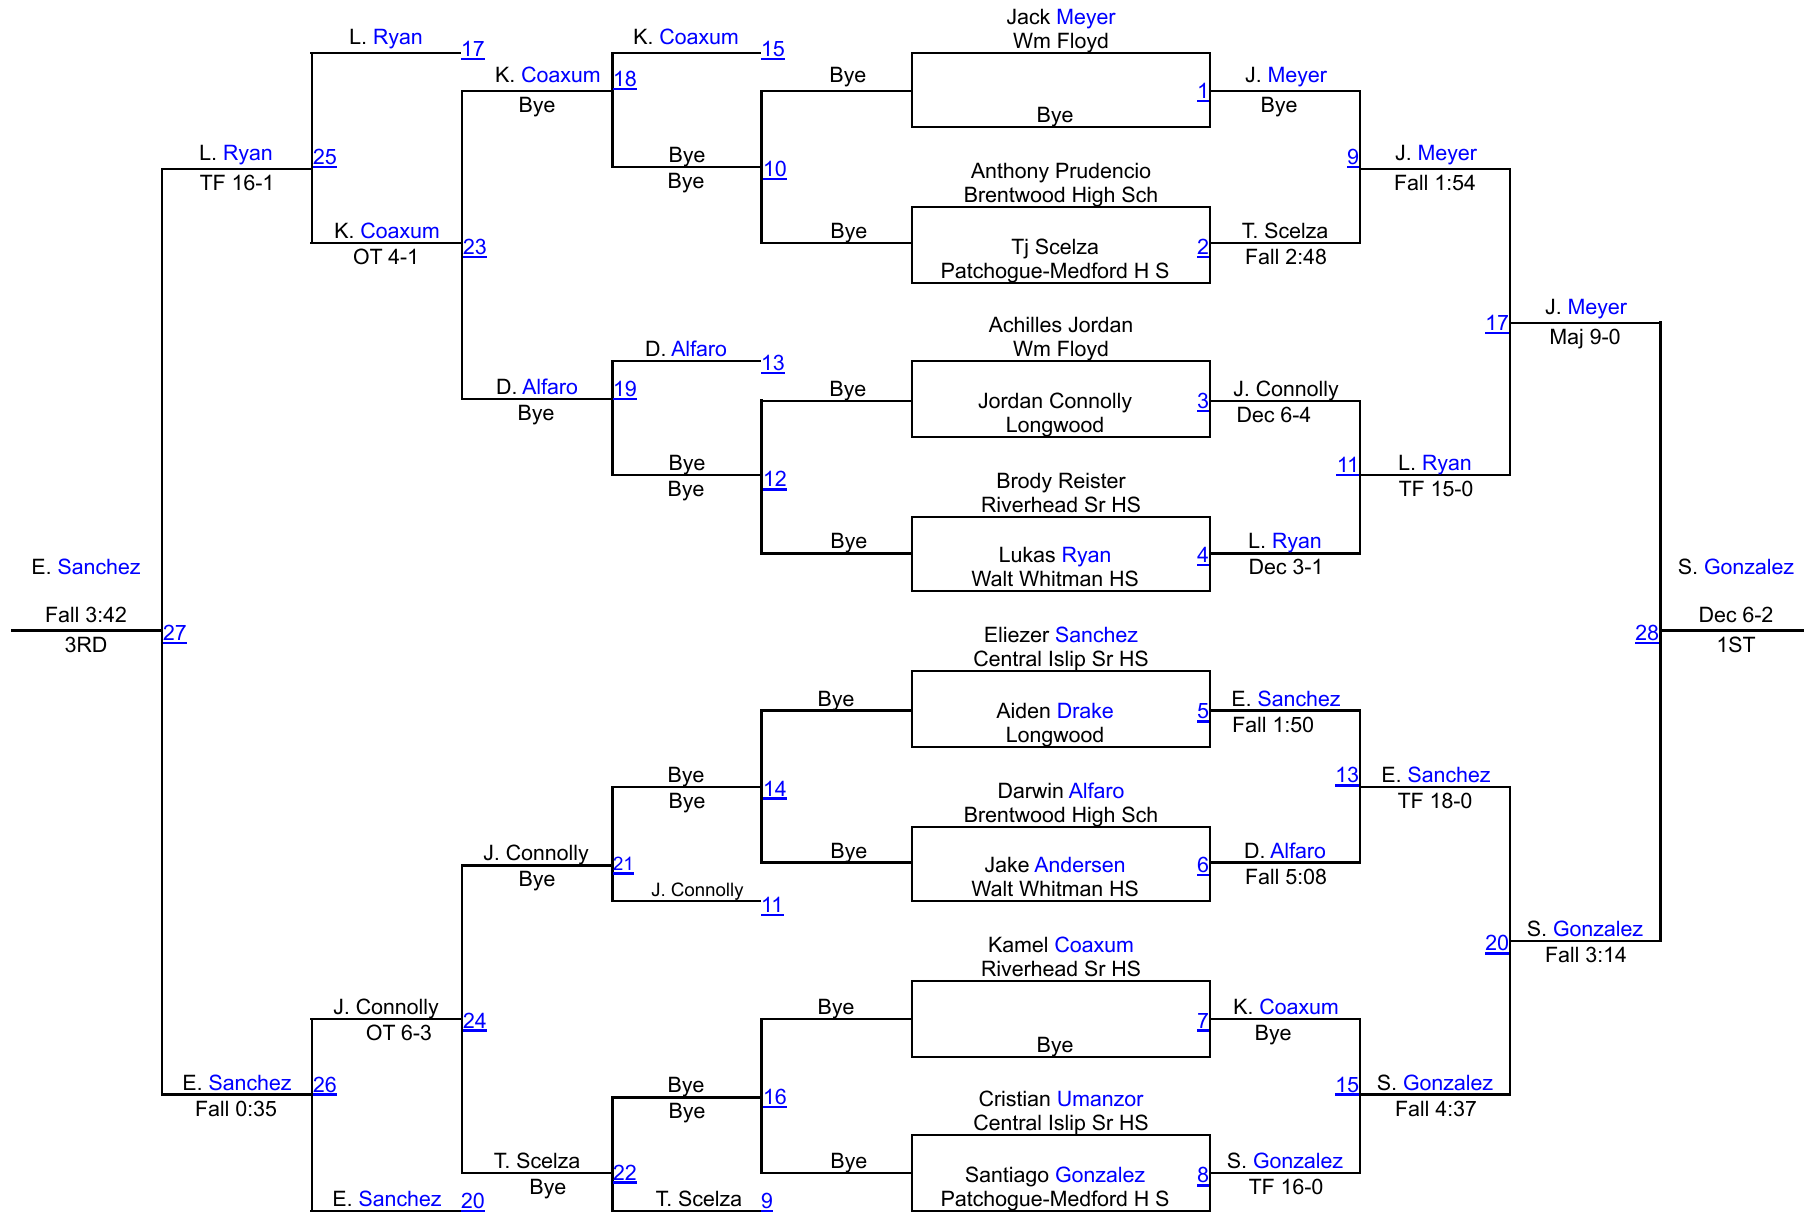 Jack Meyer
Wm Floyd
L. Ryan
17
K. Coaxum
15
K. Coaxum
18
Bye
Bye
1
J. Meyer
Bye
Bye
L. Ryan
25
TF 16-1
Bye
Bye
10
Anthony Prudencio
Brentwood High Sch
9
J. Meyer
Fall 1:54
K. Coaxum
23
OT 4-1
Bye
Tj Scelza
Patchogue-Medford H S
2
T. Scelza
Fall 2:48
Achilles Jordan
Wm Floyd
17
J. Meyer
Maj 9-0
D. Alfaro
13
D. Alfaro
19
Bye
Bye
Jordan Connolly
Longwood
3
J. Connolly
Dec 6-4
Bye
Bye
12
Brody Reister
Riverhead Sr HS
11
L. Ryan
TF 15-0
Bye
Lukas Ryan
Walt Whitman HS
4
L. Ryan
Dec 3-1
E. Sanchez
Fall 3:42
3RD
27
S. Gonzalez
Dec 6-2
1ST
28
Eliezer Sanchez
Central Islip Sr HS
Bye
Aiden Drake
Longwood
5
E. Sanchez
Fall 1:50
Bye
Bye
14
Darwin Alfaro
Brentwood High Sch
13
E. Sanchez
TF 18-0
J. Connolly
Bye
21
J. Connolly
11
Bye
Jake Andersen
Walt Whitman HS
6
D. Alfaro
Fall 5:08
Kamel Coaxum
Riverhead Sr HS
20
S. Gonzalez
Fall 3:14
J. Connolly
OT 6-3
24
Bye
7
K. Coaxum
Bye
Bye
E. Sanchez
Fall 0:35
26
Bye
Bye
16
Cristian Umanzor
Central Islip Sr HS
15
S. Gonzalez
Fall 4:37
T. Scelza
Bye
22
Bye
Santiago Gonzalez
Patchogue-Medford H S
8
S. Gonzalez
TF 16-0
E. Sanchez
20
T. Scelza
9